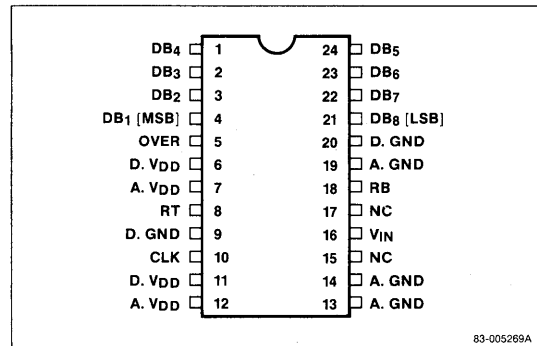 DB4 1 24 DB5
DB3 2 23 DB6
DB2 3 22 DB7
DB1 [MSB] 4 21 DB8 [LSB]
OVER 5 20 D. GND
D. VDD 6 19 A. GND
A. VDD 7 18 RB
RT 8 17 NC
D. GND 9 16 VIN
CLK 10 15 NC
D. VDD 11 14 A. GND
A. VDD 12 13 A. GND
83-005269A